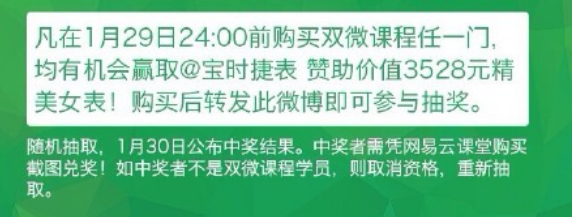 凡在1月29日24:00前购买双微课程任一门，
均有机会赢取@宝时捷表 赞助价值3528元精
美女表！购买后转发此微博即可参与抽奖。
随机抽取，1月30日公布中奖结果。中奖者需凭网易云课堂购买
截图兑奖！如中奖者不是双微课程学员，则取消资格，重新抽
取。